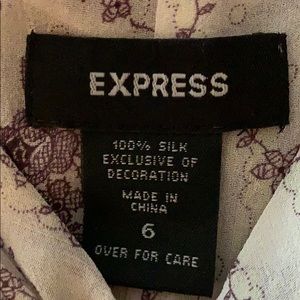 EXPRESS
100% SILK
EXCLUSIVE OF
DECORATION
MADE IN
CHINA
6
OVER FOR CARE